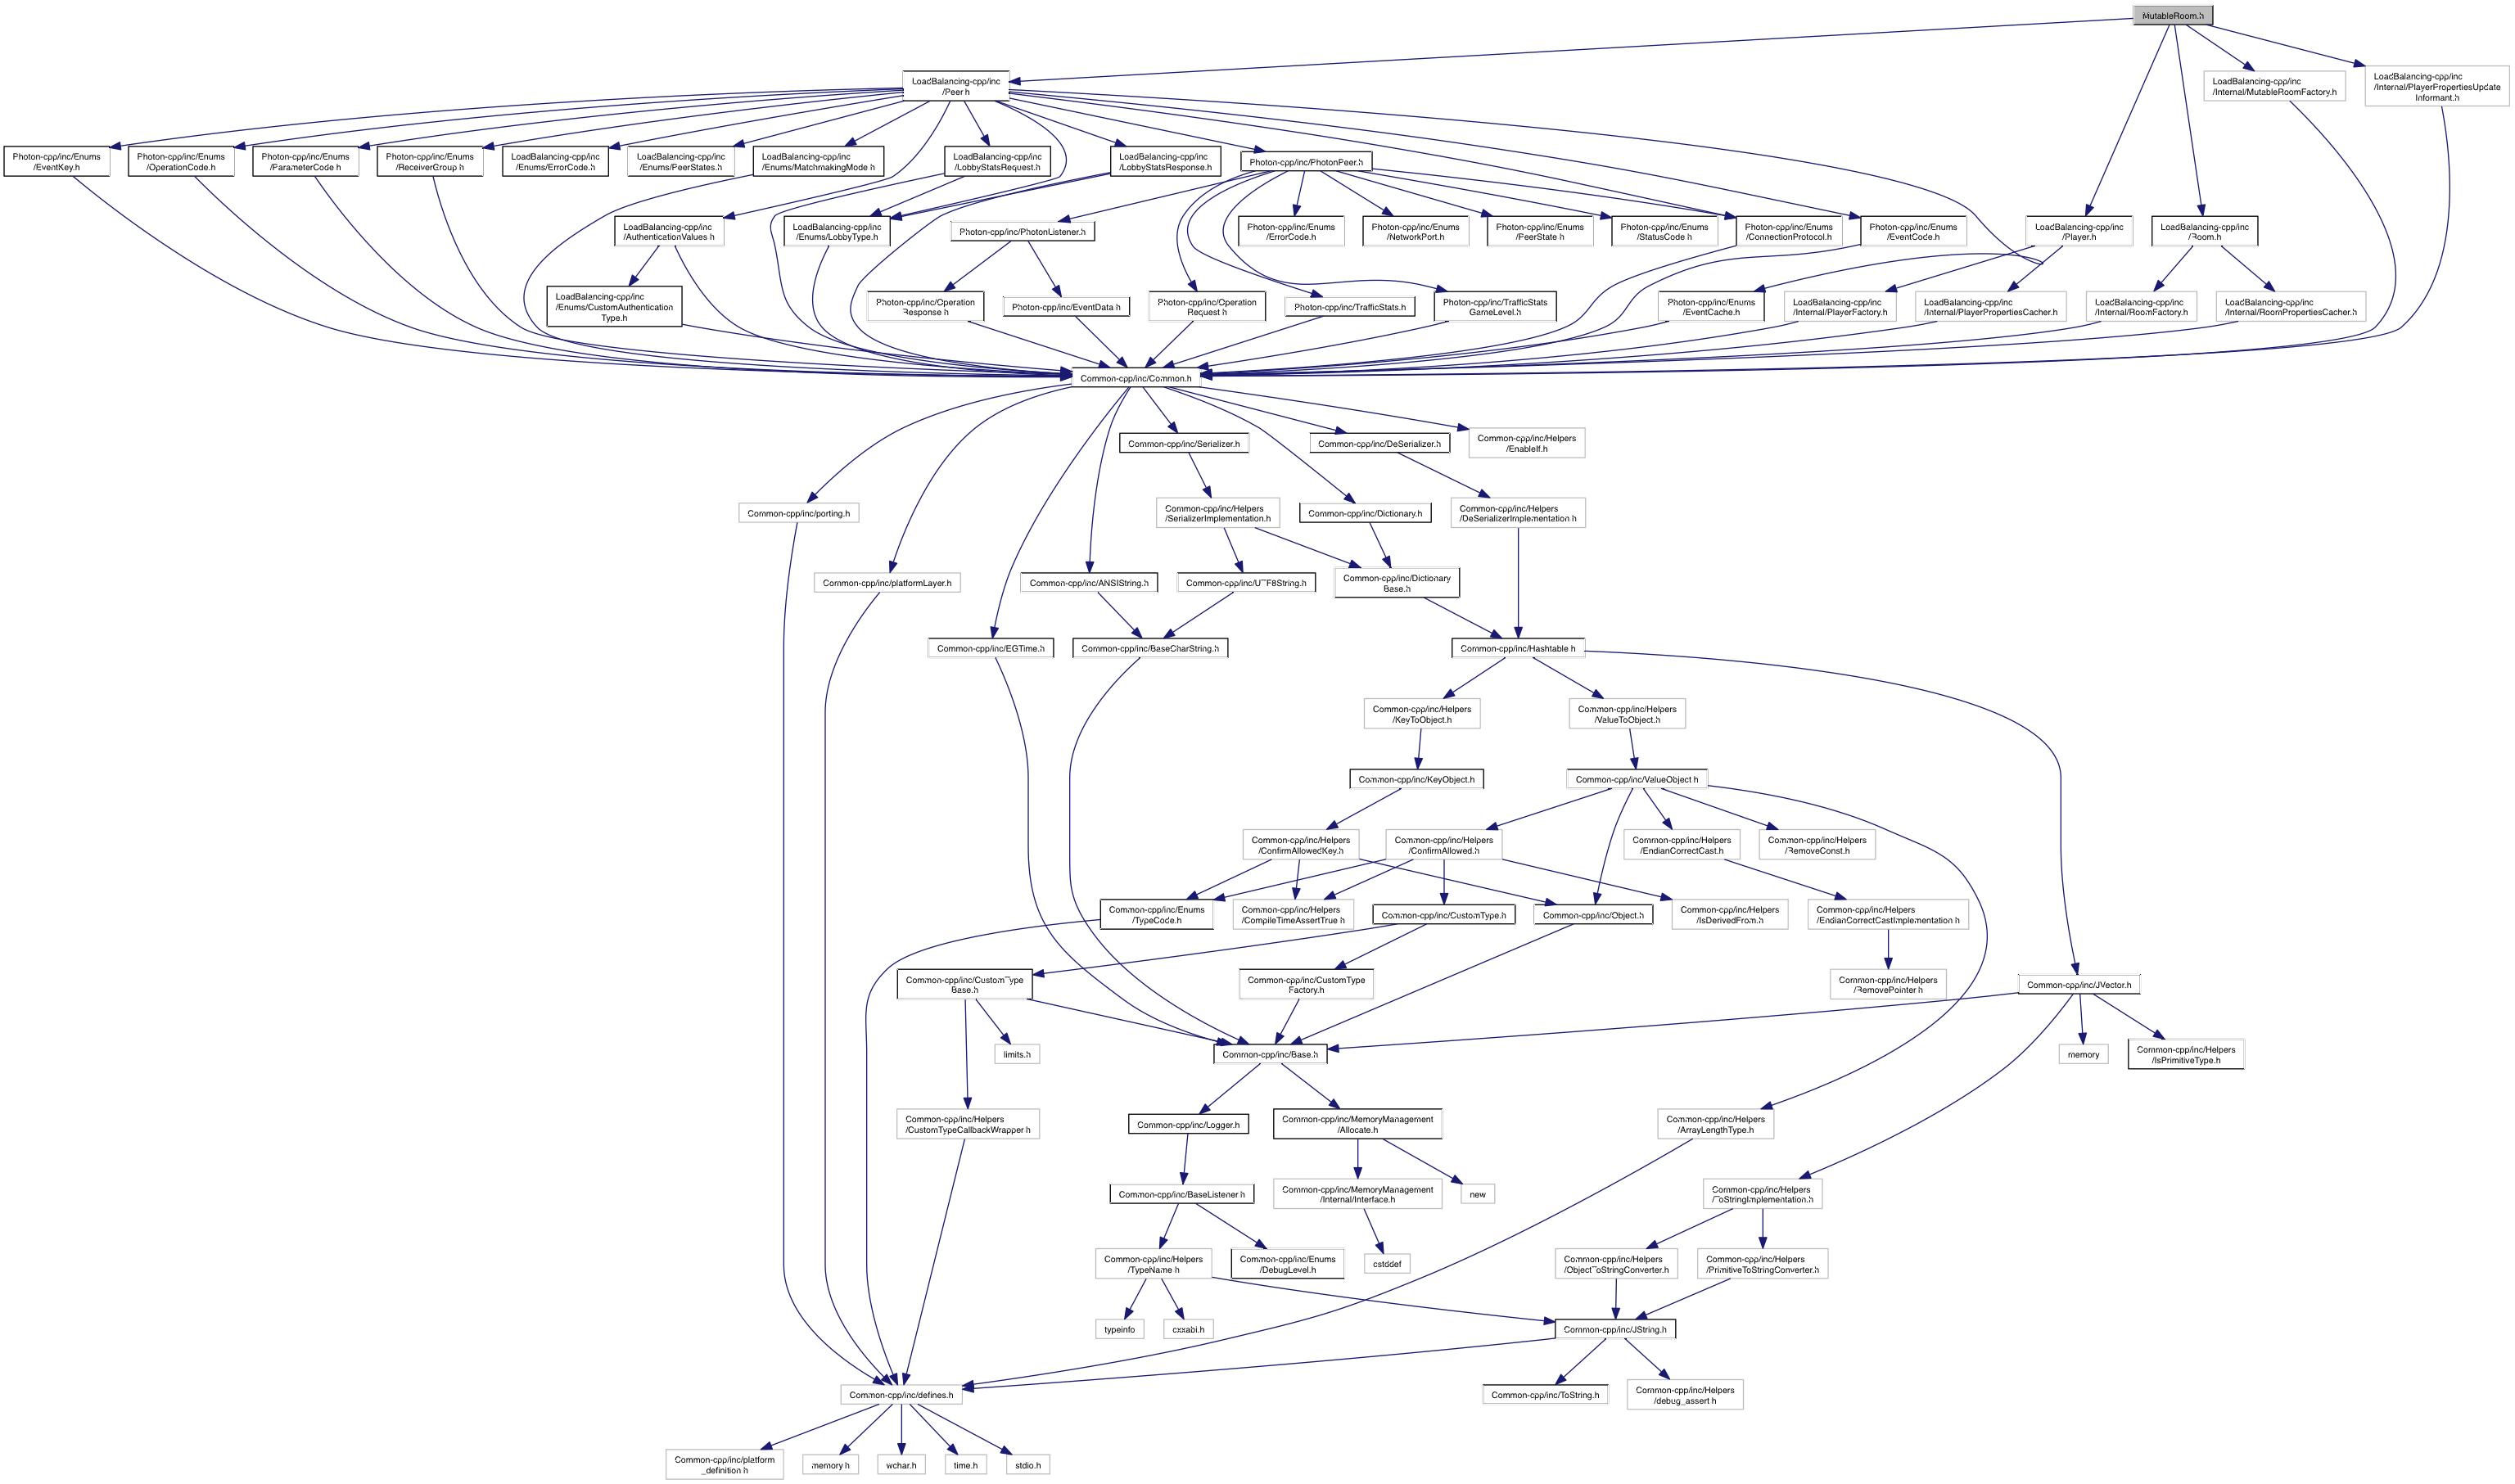 MutableRoom.h
LoadBalancing-cpp/inc
/Peer.h
LoadBalancing-cpp/inc
/Internal/MutableRoomFactory.h
LoadBalancing-cpp/inc
/Internal/PlayerPropertiesUpdate
Informant.h
Photon-cpp/inc/Enums
/EventKey.h
Photon-cpp/inc/Enums
/OperationCode.h
Photon-cpp/inc/Enums
/ParameterCode.h
Photon-cpp/inc/Enums
/ReceiverGroup.h
LoadBalancing-cpp/inc
/Enums/ErrorCode.h
LoadBalancing-cpp/inc
/Enums/PeerStates.h
LoadBalancing-cpp/inc
/Enums/MatchmakingMode.h
LoadBalancing-cpp/inc
/LobbyStatsRequest.h
LoadBalancing-cpp/inc
/LobbyStatsResponse.h
Photon-cpp/inc/PhotonPeer.h
LoadBalancing-cpp/inc
/AuthenticationValues.h
LoadBalancing-cpp/inc
/Enums/LobbyType.h
Photon-cpp/inc/PhotonListener.h
Photon-cpp/inc/Enums
/ErrorCode.h
Photon-cpp/inc/Enums
/NetworkPort.h
Photon-cpp/inc/Enums
/PeerState.h
Photon-cpp/inc/Enums
/StatusCode.h
Photon-cpp/inc/Enums
/ConnectionProtocol.h
Photon-cpp/inc/Enums
/EventCode.h
LoadBalancing-cpp/inc
/Player.h
LoadBalancing-cpp/inc
/Room.h
LoadBalancing-cpp/inc
/Enums/CustomAuthentication
Type.h
Photon-cpp/inc/Operation
Response.h
Photon-cpp/inc/EventData.h
Photon-cpp/inc/Operation
Request.h
Photon-cpp/inc/TrafficStats.h
Photon-cpp/inc/TrafficStats
GameLevel.h
Photon-cpp/inc/Enums
/EventCache.h
LoadBalancing-cpp/inc
/Internal/PlayerFactory.h
LoadBalancing-cpp/inc
/Internal/PlayerPropertiesCacher.h
LoadBalancing-cpp/inc
/Internal/RoomFactory.h
LoadBalancing-cpp/inc
/Internal/RoomPropertiesCacher.h
Common-cpp/inc/Common.h
Common-cpp/inc/Serializer.h
Common-cpp/inc/DeSerializer.h
Common-cpp/inc/Helpers
/EnableIf.h
Common-cpp/inc/porting.h
Common-cpp/inc/Helpers
/SerializerImplementation.h
Common-cpp/inc/Dictionary.h
Common-cpp/inc/Helpers
/DeSerializerImplementation.h
Common-cpp/inc/platformLayer.h
Common-cpp/inc/ANSIString.h
Common-cpp/inc/UTF8String.h
Common-cpp/inc/Dictionary
Base.h
Common-cpp/inc/EGTime.h
Common-cpp/inc/BaseCharString.h
Common-cpp/inc/Hashtable.h
Common-cpp/inc/Helpers
/KeyToObject.h
Common-cpp/inc/Helpers
/ValueToObject.h
Common-cpp/inc/KeyObject.h
Common-cpp/inc/ValueObject.h
Common-cpp/inc/Helpers
/ConfirmAllowedKey.h
Common-cpp/inc/Helpers
/ConfirmAllowed.h
Common-cpp/inc/Helpers
/EndianCorrectCast.h
Common-cpp/inc/Helpers
/RemoveConst.h
Common-cpp/inc/Enums
/TypeCode.h
Common-cpp/inc/Helpers
/CompileTimeAssertTrue.h
Common-cpp/inc/CustomType.h
Common-cpp/inc/Object.h
Common-cpp/inc/Helpers
/IsDerivedFrom.h
Common-cpp/inc/Helpers
/EndianCorrectCastImplementation.h
Common-cpp/inc/CustomType
Base.h
Common-cpp/inc/CustomType
Factory.h
Common-cpp/inc/Helpers
/RemovePointer.h
Common-cpp/inc/JVector.h
limits.h
Common-cpp/inc/Base.h
memory
Common-cpp/inc/Helpers
/IsPrimitiveType.h
Common-cpp/inc/Helpers
/CustomTypeCallbackWrapper.h
Common-cpp/inc/Logger.h
Common-cpp/inc/MemoryManagement
/Allocate.h
Common-cpp/inc/Helpers
/ArrayLengthType.h
Common-cpp/inc/BaseListener.h
Common-cpp/inc/MemoryManagement
/Internal/Interface.h
new
Common-cpp/inc/Helpers
/ToStringImplementation.h
Common-cpp/inc/Helpers
/TypeName.h
Common-cpp/inc/Enums
/DebugLevel.h
cstddef
Common-cpp/inc/Helpers
/ObjectToStringConverter.h
Common-cpp/inc/Helpers
/PrimitiveToStringConverter.h
typeinfo
cxxabi.h
Common-cpp/inc/JString.h
Common-cpp/inc/defines.h
Common-cpp/inc/ToString.h
Common-cpp/inc/Helpers
/debug_assert.h
Common-cpp/inc/platform
_definition.h
memory.h
wchar.h
time.h
stdio.h